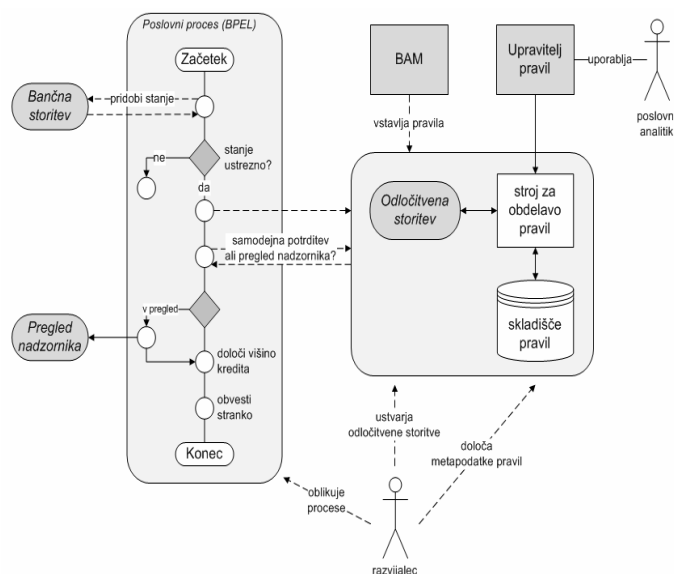 Poslovni proces (BPEL)
Začetek
Bančna
storitev
pridobi stanje
stanje
ustrezno?
ne
da
samodejna potrditev
ali pregled nadzornika?
v pregled
Pregled
nadzornika
določi višino
kredita
obvesti
stranko
Konec
BAM
vstavlja pravila
Upravitelj
pravil
uporablja
poslovni
analitik
Odločitvena
storitev
stroj za
obdelavo
pravil
skladišče
pravil
ustvarja
odločitvene storitve
določa
metapodatke pravil
oblikuje
procese
razvijalec